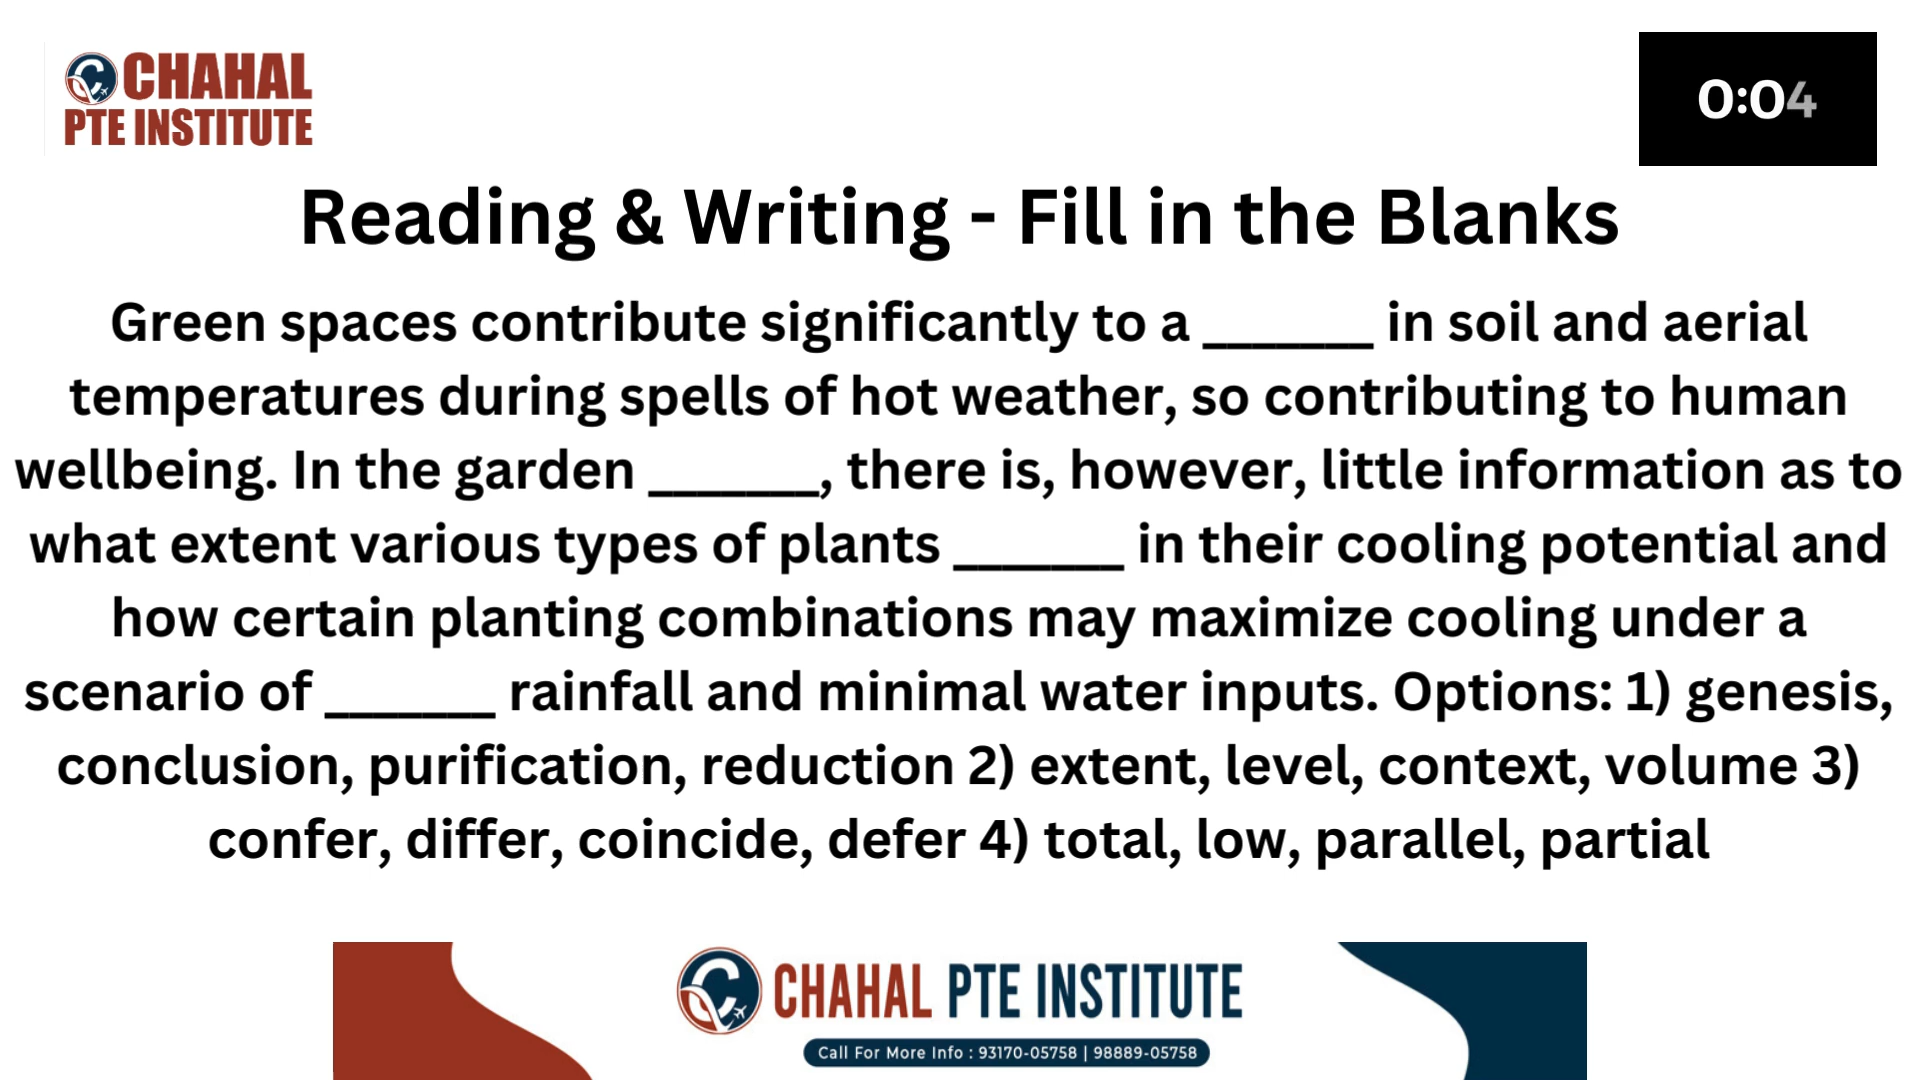 CHAHAL
PTE INSTITUTE
0:04
Reading & Writing - Fill in the Blanks
Green spaces contribute significantly to a _______ in soil and aerial
temperatures during spells of hot weather, so contributing to human
wellbeing. In the garden _______, there is, however, little information as to
what extent various types of plants _______ in their cooling potential and
how certain planting combinations may maximize cooling under a
scenario of _______ rainfall and minimal water inputs. Options: 1) genesis,
conclusion, purification, reduction 2) extent, level, context, volume 3)
confer, differ, coincide, defer 4) total, low, parallel, partial
CHAHAL PTE INSTITUTE
Call For More Info : 93170-05758 | 98889-05758